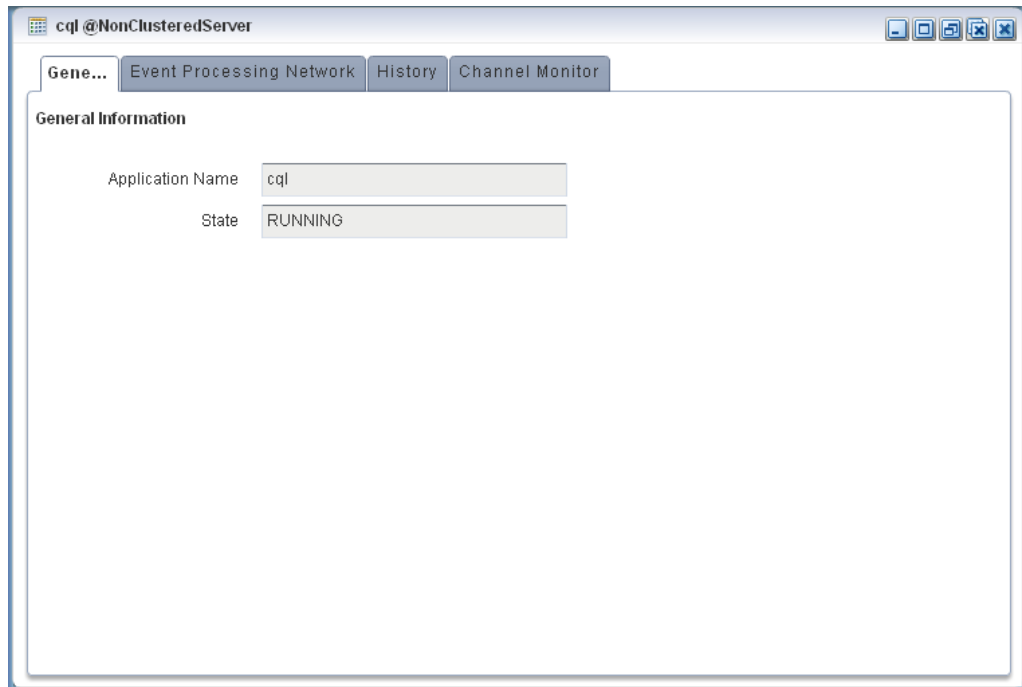 cql @NonClusteredServer
Gene... Event Processing Network History Channel Monitor
General Information
Application Name cql
State RUNNING